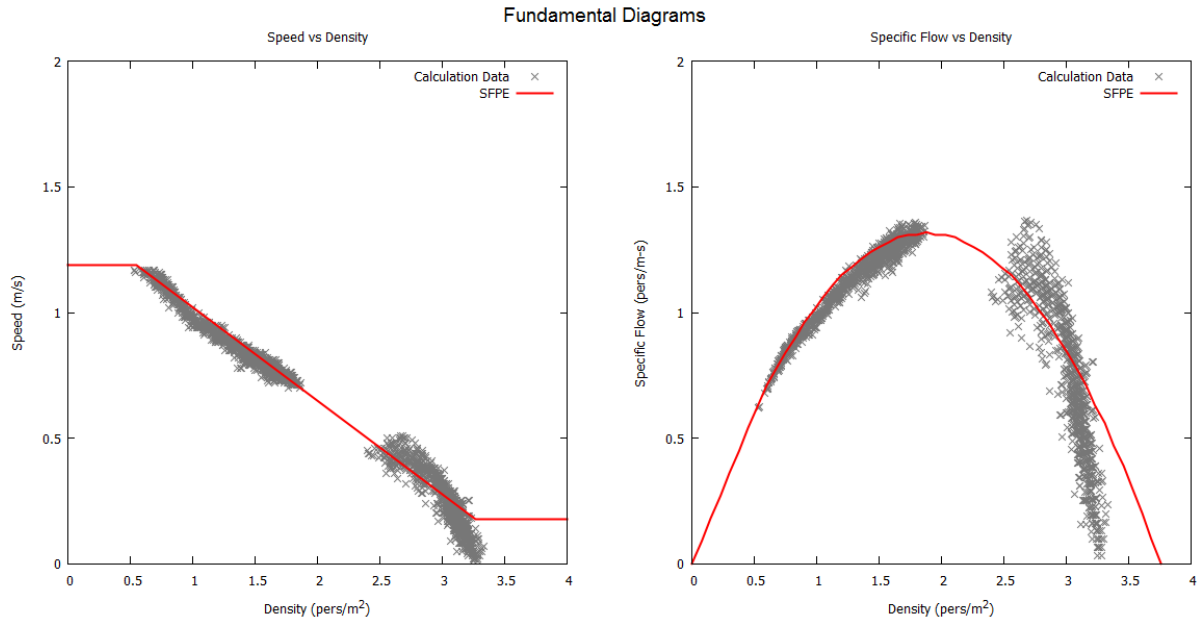 Fundamental Diagrams
Speed vs Density
2
1.5
1
0.5
0
Speed (m/s)
Calculation Data
SFPE
0 0.5 1 1.5 2 2.5 3 3.5 4
Density (pers/m²)
Specific Flow vs Density
2
1.5
1
0.5
0
Specific Flow (pers/m-s)
Calculation Data
SFPE
0 0.5 1 1.5 2 2.5 3 3.5 4
Density (pers/m²)